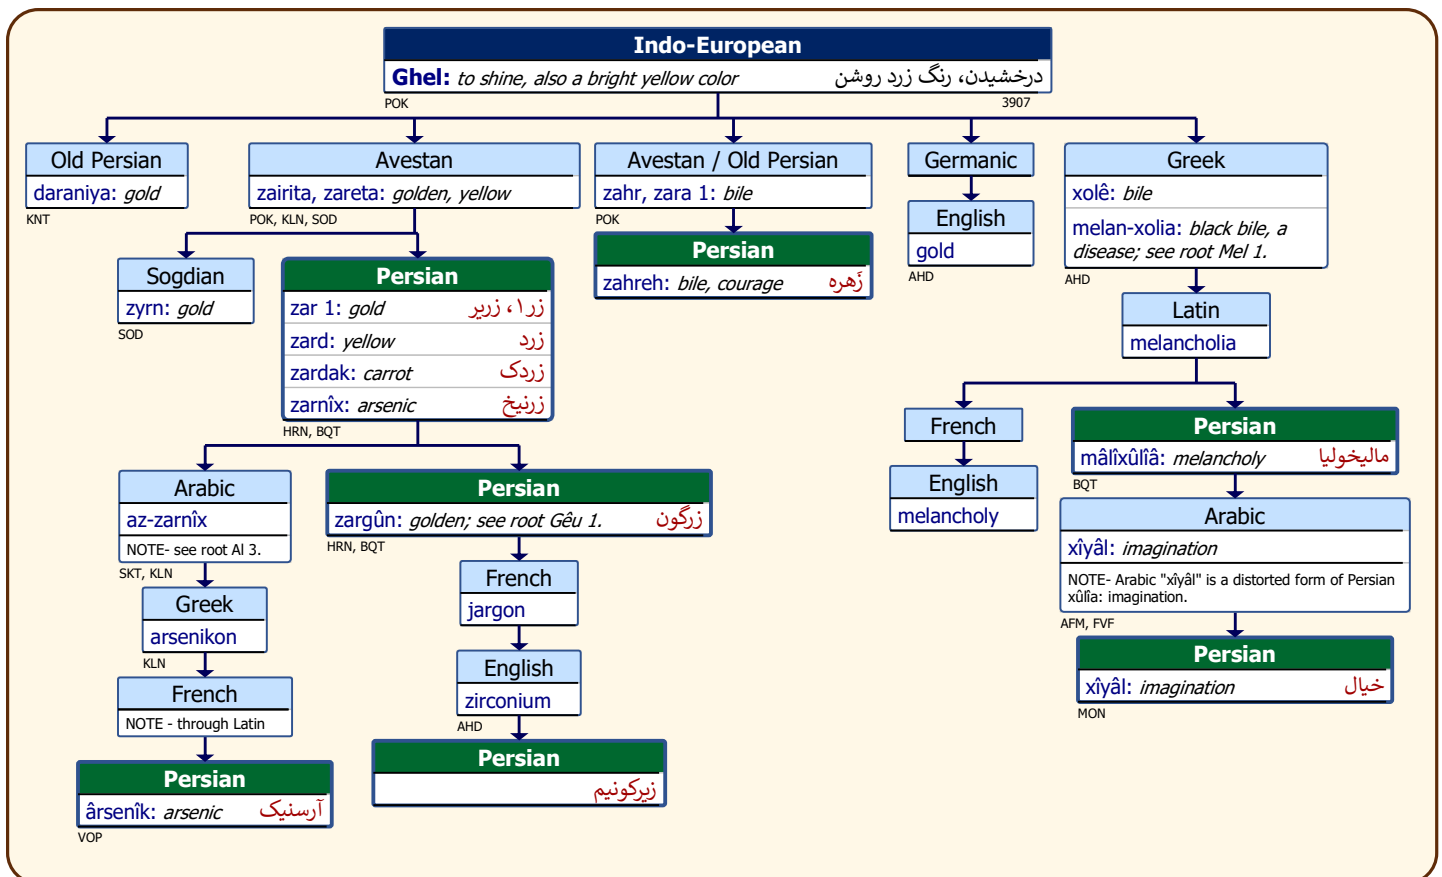 Indo-European
Ghel: to shine, also a bright yellow color درخشیدن، رنگ زرد روشن
POK 3907
Old Persian
daraniya: gold
KNT
Avestan
zairita, zareta: golden, yellow
POK, KLN, SOD
Avestan / Old Persian
zahr, zara 1: bile
POK
Germanic
English
gold
AHD
Greek
xolê: bile
melan-xolia: black bile, a
disease; see root Mel 1.
AHD
Sogdian
zyrn: gold
SOD
Persian
zar 1: gold زر۱، زریر
zard: yellow زرد
zardak: carrot زردک
zarnîx: arsenic زرنیخ
HRN, BQT
Persian
zahreh: bile, courage زَهره
Latin
melancholia
French
English
melancholy
Persian
mâlîxûlîâ: melancholy مالیخولیا
BQT
Arabic
az-zarnîx
NOTE- see root Al 3.
SKT, KLN
Persian
zargûn: golden; see root Gêu 1. زرگون
HRN, BQT
Arabic
xîyâl: imagination
NOTE- Arabic "xîyâl" is a distorted form of Persian
xûlîa: imagination.
AFM, FVF
Greek
arsenikon
KLN
French
jargon
Persian
xîyâl: imagination خیال
MON
French
NOTE - through Latin
English
zirconium
AHD
Persian
ârsenîk: arsenic آرسنیک
VOP
Persian
زیرکونیم